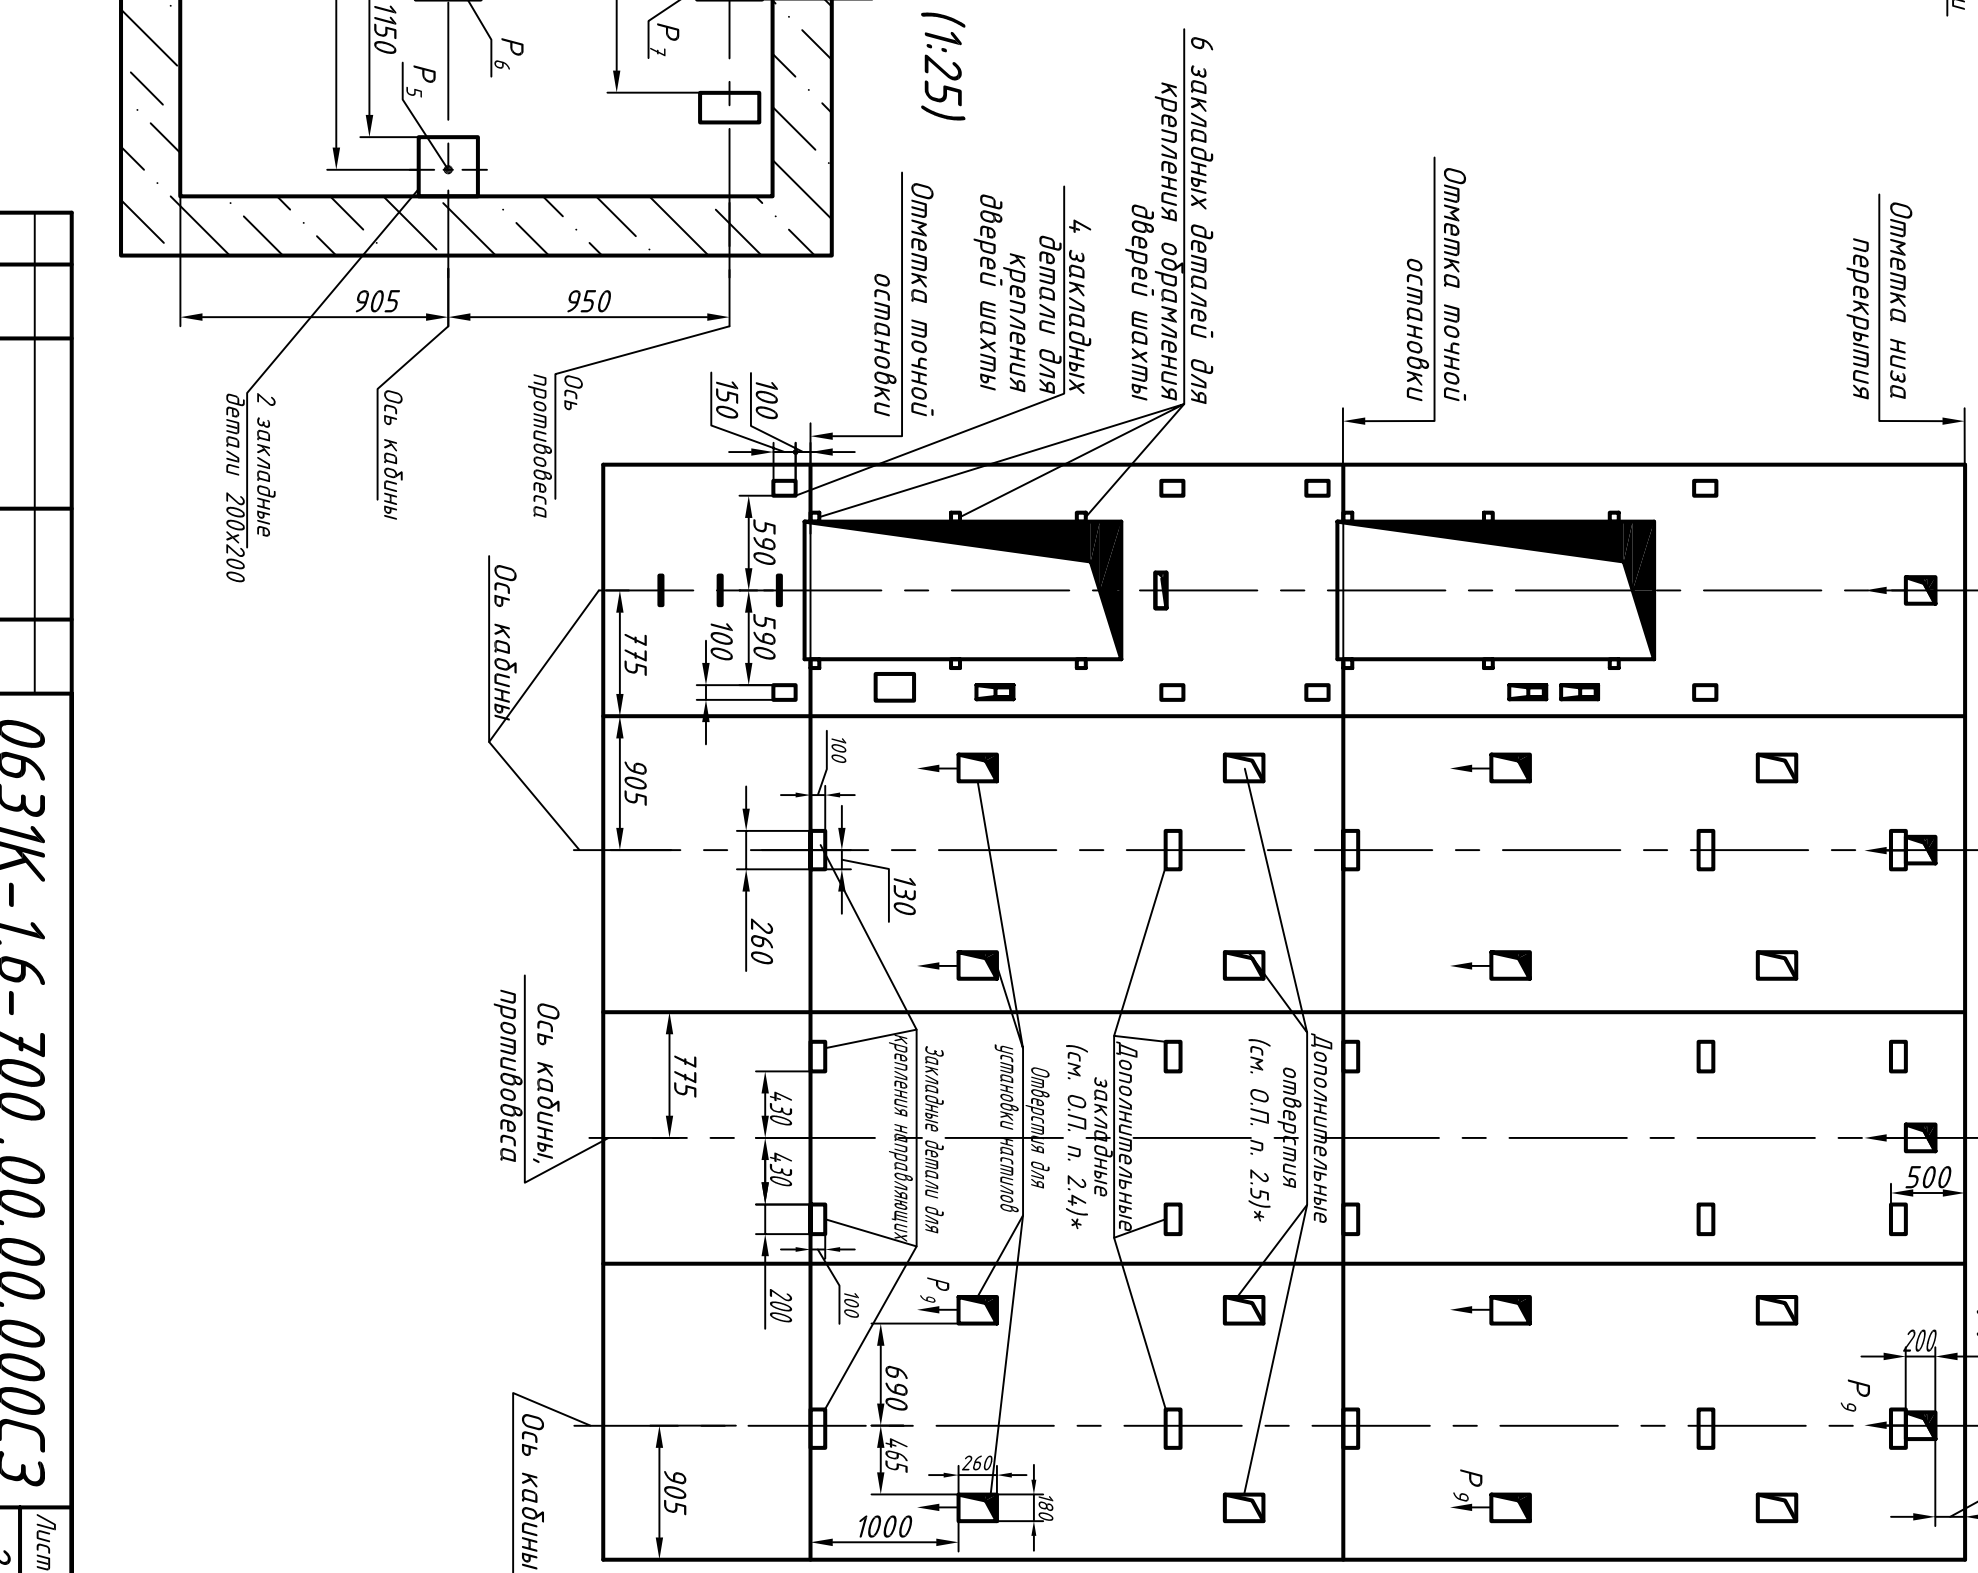 (1:25)
6 закладных деталей для
крепления обрамления
дверей шахты
4 закладных
детали для
крепления
дверей шахты
Отметка точной
остановки
Отметка точной
остановки
Отметка низа
перекрытия
1150
P6
P5
P7
905
950
Ось
противовеса
Ось кабины
2 закладные
детали 200x200
100
150
590
590
100
775
905
Ось кабины
100
130
260
Ось кабины,
противовеса
775
430
430
200
100
Закладные детали для
крепления направляющих
Отверстия для
установки настилов
Дополнительные
закладные
(см. О.П. п. 2.4)*
Дополнительные
отверстия
(см. О.П. п. 2.5)*
500
200
P9
P9
P9
690
465
260
180
1000
905
Ось кабины
0631К-1.6-700.00.00.000СЗ
Лист